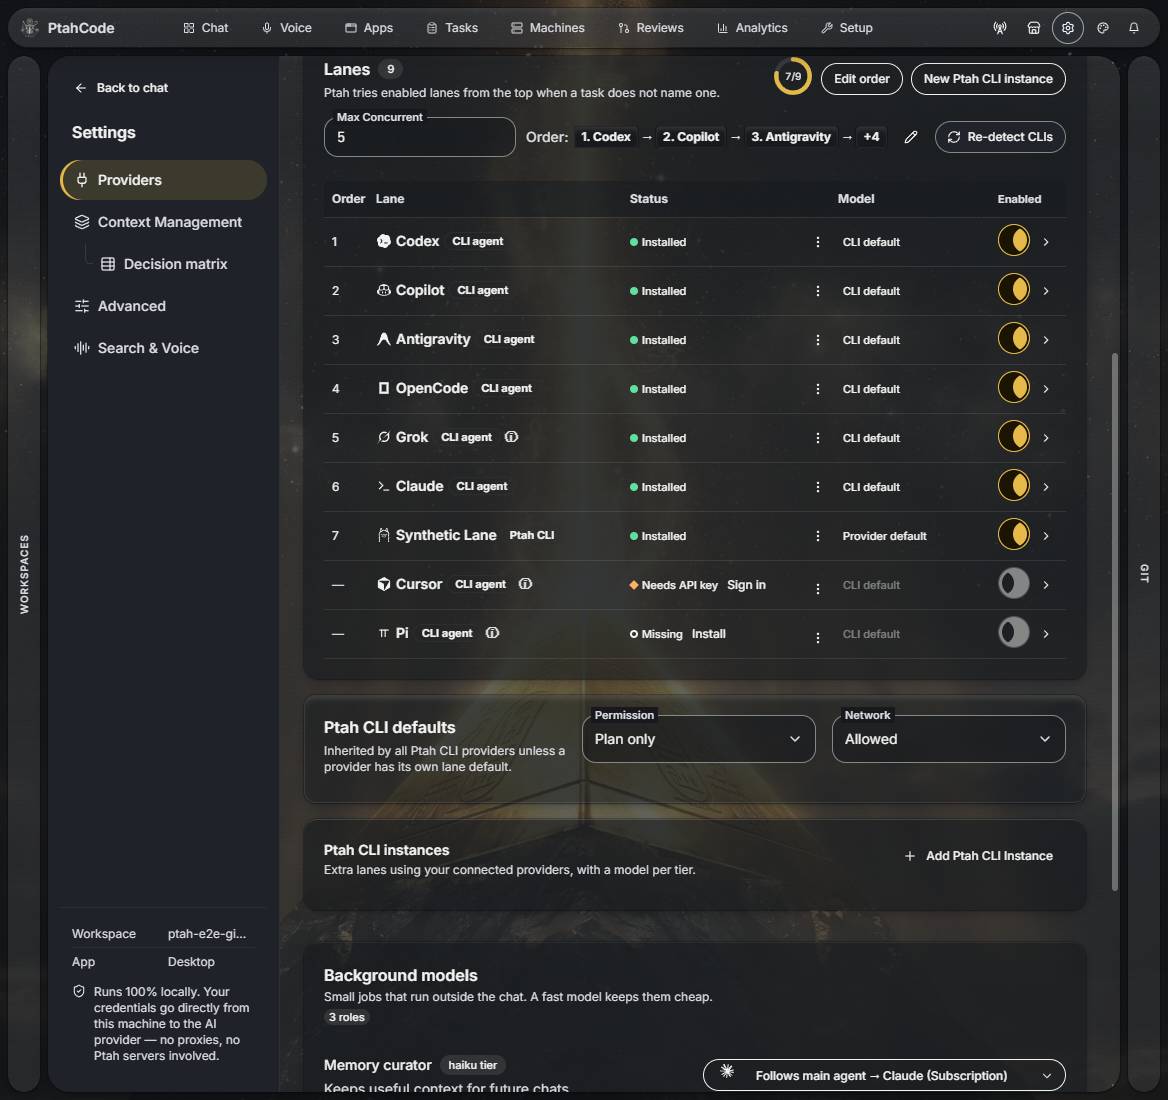 PtahCode
Chat
Voice
Apps
Tasks
Machines
Reviews
Analytics
Setup
WORKSPACES
Back to chat
Settings
Providers
Context Management
Decision matrix
Advanced
Search & Voice
Workspace ptah-e2e-gi...
App Desktop
Runs 100% locally. Your
credentials go directly from
this machine to the AI
provider — no proxies, no
Ptah servers involved.
Lanes 9
Ptah tries enabled lanes from the top when a task does not name one.
7/9
Edit order
New Ptah CLI instance
Max Concurrent
5
Order: 1. Codex → 2. Copilot → 3. Antigravity → +4
Re-detect CLIs
Order Lane Status Model Enabled
1 Codex CLI agent Installed CLI default
2 Copilot CLI agent Installed CLI default
3 Antigravity CLI agent Installed CLI default
4 OpenCode CLI agent Installed CLI default
5 Grok CLI agent Installed CLI default
6 Claude CLI agent Installed CLI default
7 Synthetic Lane Ptah CLI Installed Provider default
— Cursor CLI agent Needs API key Sign in CLI default
— Pi CLI agent Missing Install CLI default
Ptah CLI defaults
Inherited by all Ptah CLI providers unless a
provider has its own lane default.
Permission
Plan only
Network
Allowed
Ptah CLI instances
Extra lanes using your connected providers, with a model per tier.
Add Ptah CLI Instance
Background models
Small jobs that run outside the chat. A fast model keeps them cheap.
3 roles
Memory curator haiku tier
Keeps useful context for future chats
Follows main agent → Claude (Subscription)
GIT